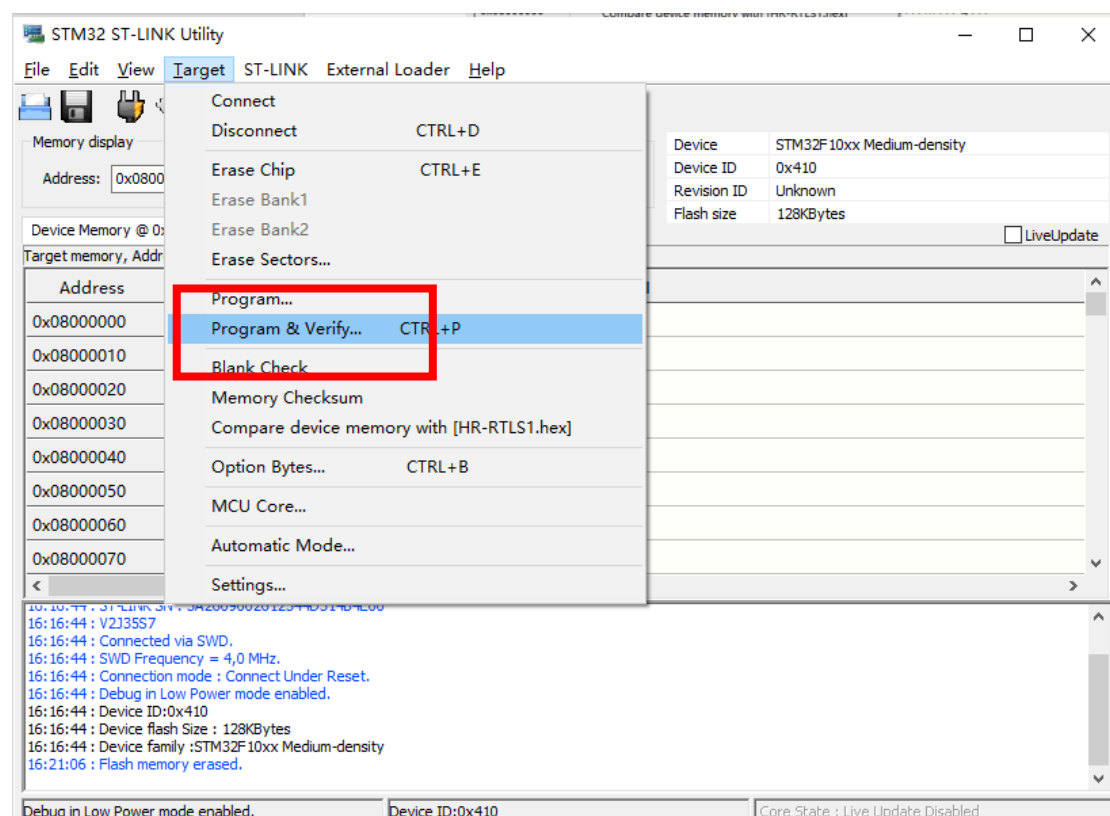 Compare device memory with [HR-RTLS1.hex]
STM32 ST-LINK Utility
File Edit View Target ST-LINK External Loader Help
Connect
Disconnect CTRL+D
Erase Chip CTRL+E
Erase Bank1
Erase Bank2
Erase Sectors...
Program...
Program & Verify... CTRL+P
Blank Check
Memory Checksum
Compare device memory with [HR-RTLS1.hex]
Option Bytes... CTRL+B
MCU Core...
Automatic Mode...
Settings...
Memory display
Address: 0x0800
Device STM32F10xx Medium-density
Device ID 0x410
Revision ID Unknown
Flash size 128KBytes
LiveUpdate
Device Memory @ 0x
Target memory, Addr
Address
0x08000000
0x08000010
0x08000020
0x08000030
0x08000040
0x08000050
0x08000060
0x08000070
16:16:44 : V2J35S7
16:16:44 : Connected via SWD.
16:16:44 : SWD Frequency = 4,0 MHz.
16:16:44 : Connection mode : Connect Under Reset.
16:16:44 : Debug in Low Power mode enabled.
16:16:44 : Device ID:0x410
16:16:44 : Device flash Size : 128KBytes
16:16:44 : Device family :STM32F10xx Medium-density
16:21:06 : Flash memory erased.
Debug in Low Power mode enabled. Device ID:0x410 Core State : Live Update Disabled